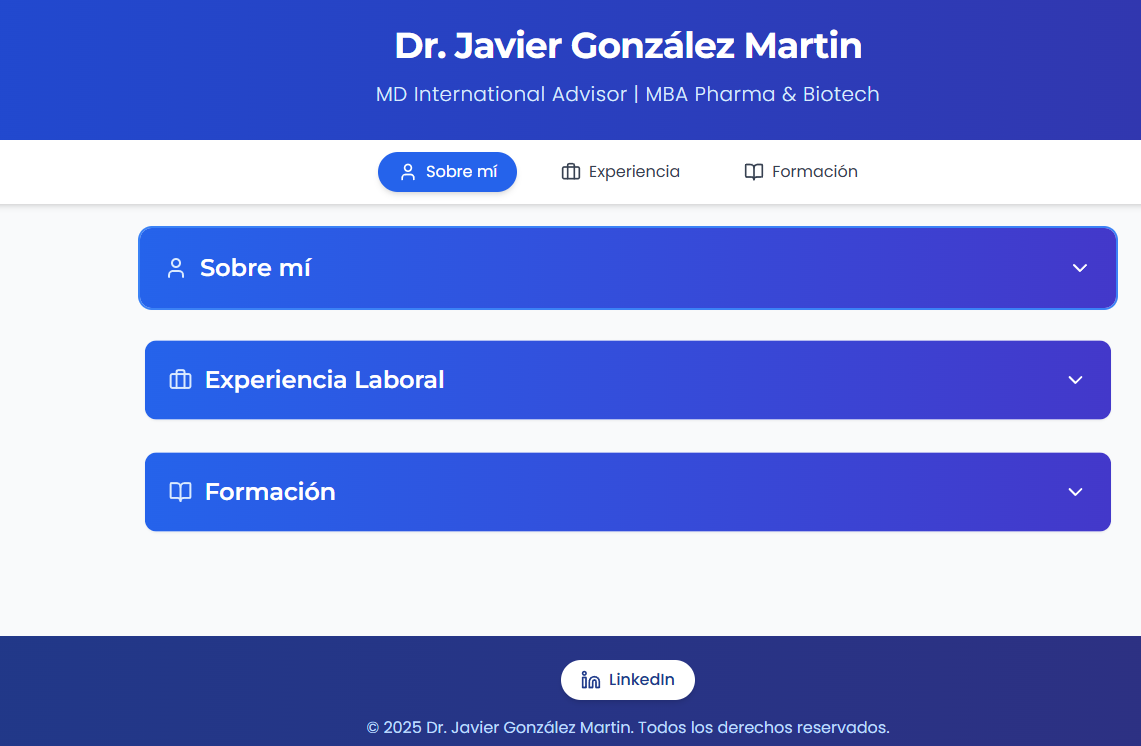 Dr. Javier González Martin
MD International Advisor | MBA Pharma & Biotech
Sobre mí Experiencia Formación
Sobre mí
Experiencia Laboral
Formación
LinkedIn
© 2025 Dr. Javier González Martin. Todos los derechos reservados.